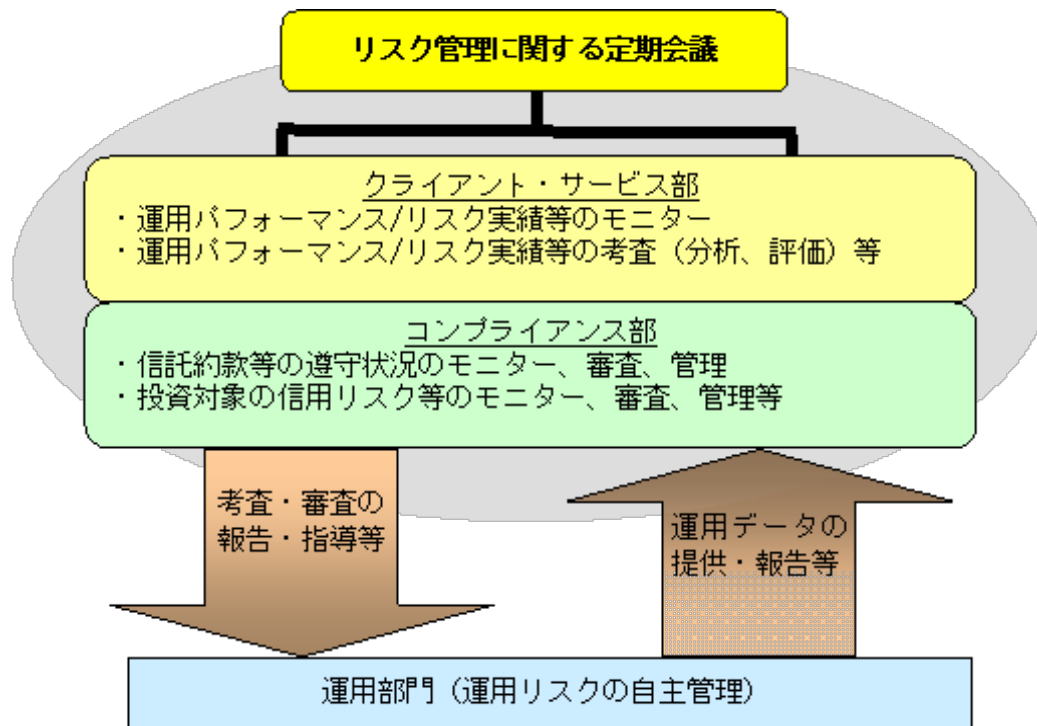 リスク管理に関する定期会議
クライアント・サービス部
・運用パフォーマンス/リスク実績等のモニター
・運用パフォーマンス/リスク実績等の考査（分析、評価）等
コンプライアンス部
・信託約款等の遵守状況のモニター、審査、管理
・投資対象の信用リスク等のモニター、審査、管理等
考査・審査の
報告・指導等
運用データの
提供・報告等
運用部門（運用リスクの自主管理）